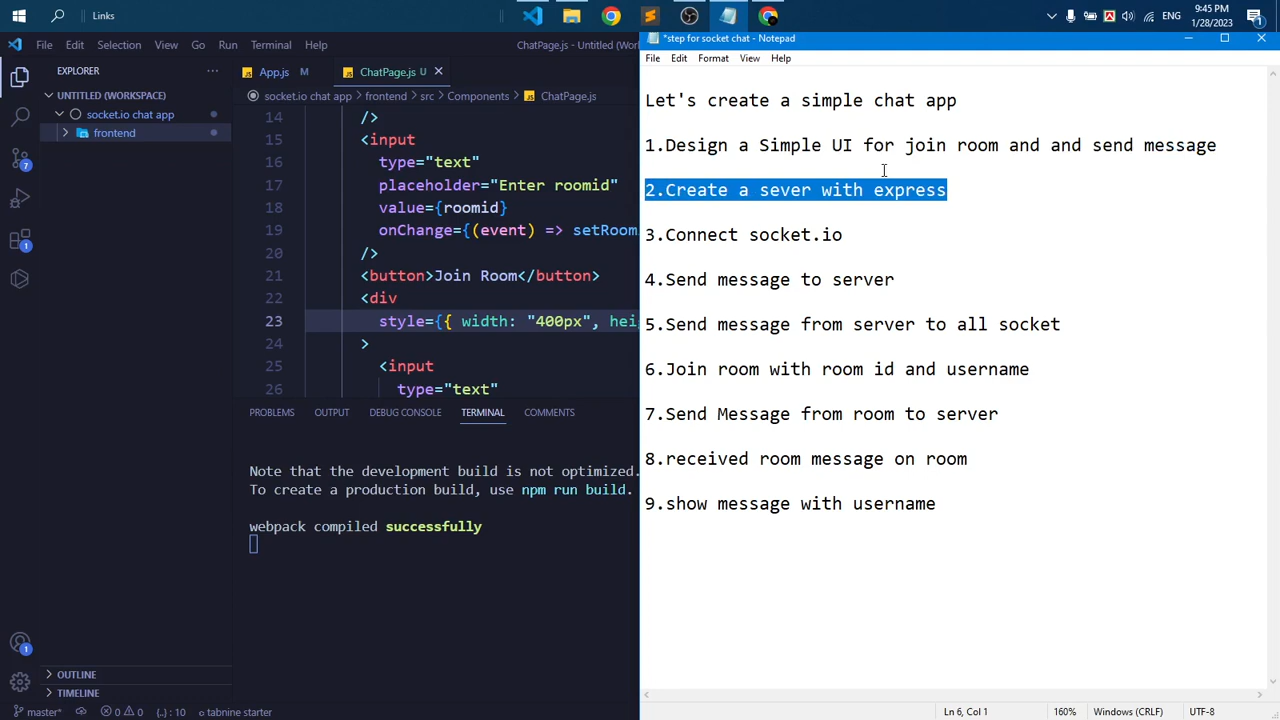 Links
ENG
9:45 PM
1/28/2023
1
File Edit Selection View Go Run Terminal Help
ChatPage.js - Untitled (Work
EXPLORER
UNTITLED (WORKSPACE)
socket.io chat app
frontend
7
1
1
OUTLINE
TIMELINE
App.js M
ChatPage.js U
socket.io chat app > frontend > src > Components > ChatPage.js
14 />
15 <input
16 type="text"
17 placeholder="Enter roomid"
18 value={roomid}
19 onChange={(event) => setRoom
20 />
21 <button>Join Room</button>
22 <div
23 style={{ width: "400px", hei
24 >
25 <input
26 type="text"
PROBLEMS OUTPUT DEBUG CONSOLE TERMINAL COMMENTS
Note that the development build is not optimized.
To create a production build, use npm run build.
webpack compiled successfully
master* 0 0 {..} : 10 tabnine starter
*step for socket chat - Notepad
File Edit Format View Help
Let's create a simple chat app
1.Design a Simple UI for join room and and send message
2.Create a sever with express
3.Connect socket.io
4.Send message to server
5.Send message from server to all socket
6.Join room with room id and username
7.Send Message from room to server
8.received room message on room
9.show message with username
Ln 6, Col 1 160% Windows (CRLF) UTF-8